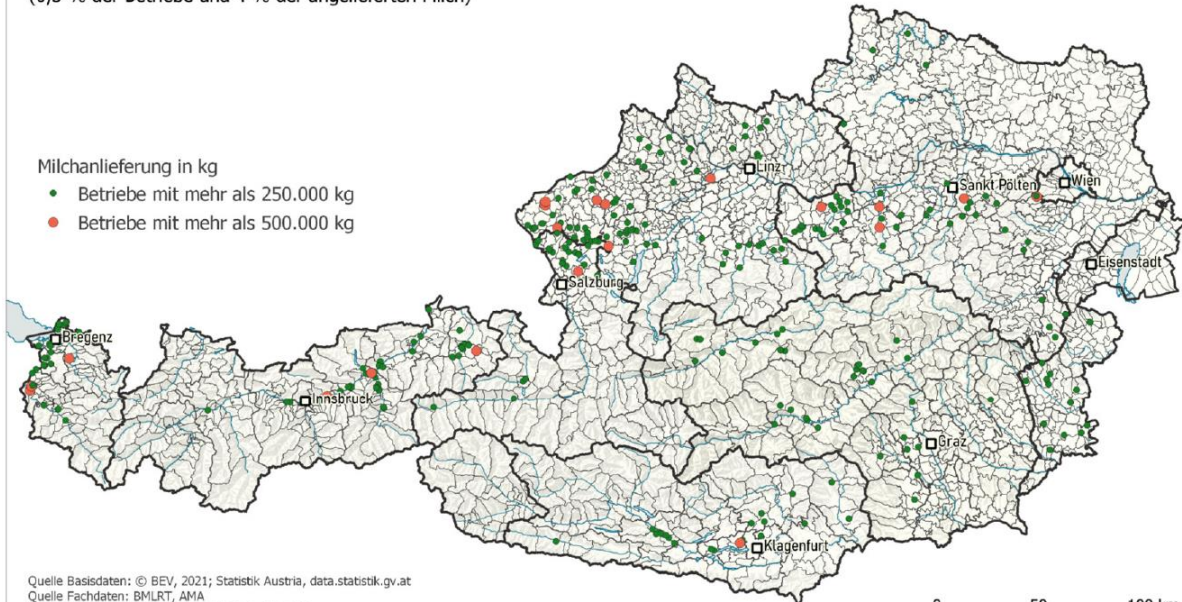 Milchanlieferung in kg
Betriebe mit mehr als 250.000 kg
Betriebe mit mehr als 500.000 kg
Linz
Sankt Pölten
Wien
Eisenstadt
Salzburg
Bregenz
Innsbruck
Graz
Klagenfurt
Quelle Basisdaten: © BEV, 2021; Statistik Austria, data.statistik.gv.at
Quelle Fachdaten: BMLRT, AMA